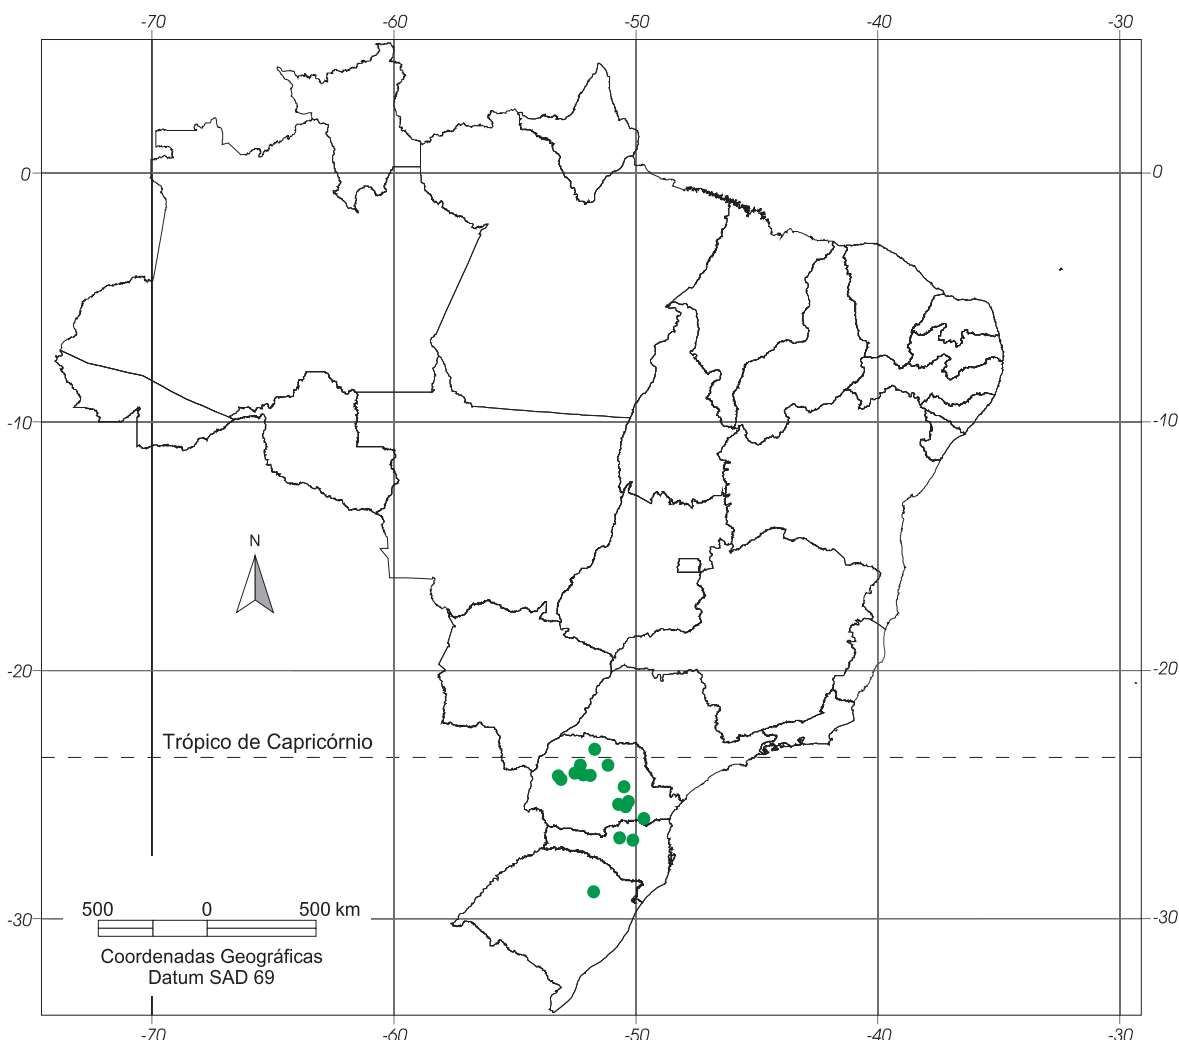 -70 -60 -50 -40 -30
0 0
-10 -10
N
-20 -20
Trópico de Capricórnio
500 0 500 km
-30 -30
Coordenadas Geográficas
Datum SAD 69
-70 -60 -50 -40 -30